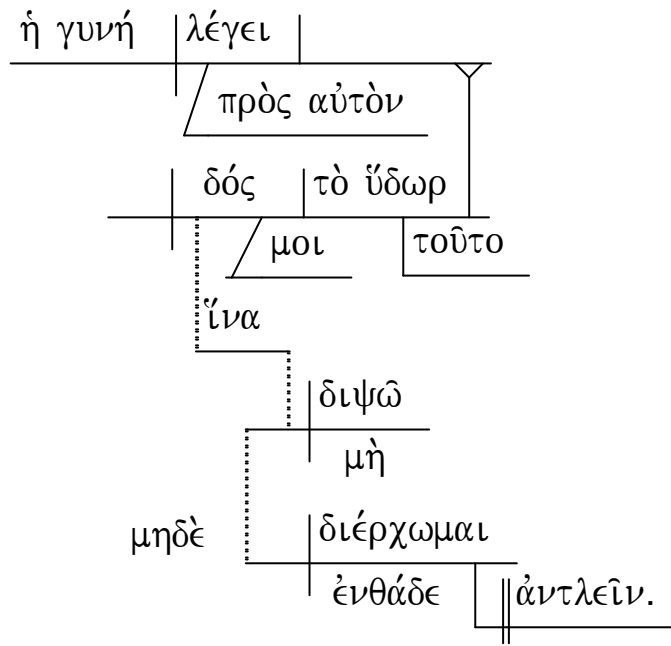 ἡ γυνή λέγει
πρὸς αὐτὸν
δός τὸ ὕδωρ
μοι τοῦτο
ἵνα
διψῶ
μὴ
μηδὲ διέρχωμαι
ἐνθάδε ἀντλεῖν.